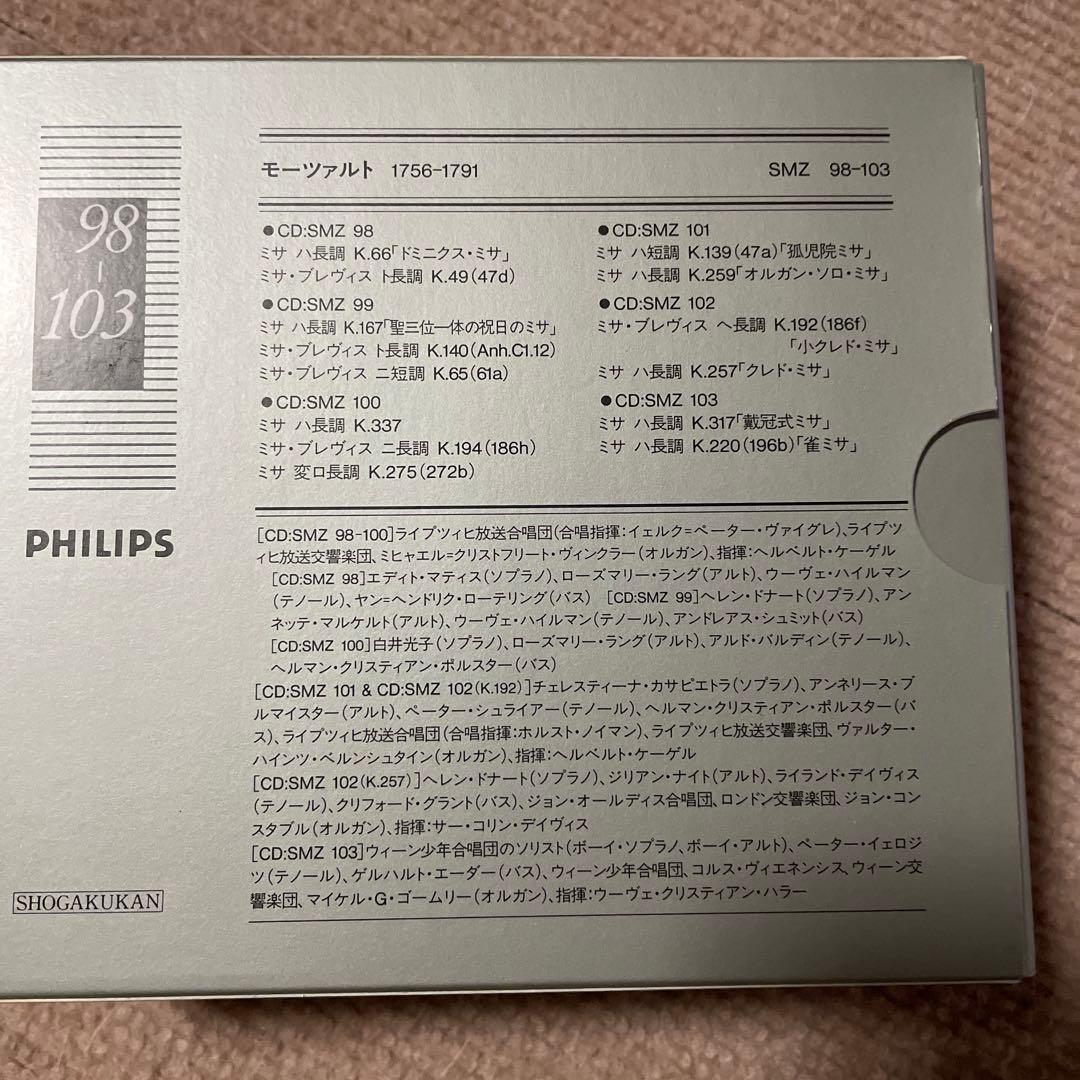 モーツァルト 1756-1791 SMZ 98-103
98
-
103
●CD:SMZ 98
ミサ ハ長調 K.66「ドミニクス・ミサ」
ミサ・ブレヴィス ト長調 K.49(47d)
●CD:SMZ 99
ミサ ハ長調 K.167「聖三位一体の祝日のミサ」
ミサ・ブレヴィス ト長調 K.140(Anh.C1.12)
ミサ・ブレヴィス ニ短調 K.65(61a)
●CD:SMZ 100
ミサ ハ長調 K.337
ミサ・ブレヴィス ニ長調 K.194(186h)
ミサ 変ロ長調 K.275(272b)
●CD:SMZ 101
ミサ ハ短調 K.139(47a)「孤児院ミサ」
ミサ ハ長調 K.259「オルガン・ソロ・ミサ」
●CD:SMZ 102
ミサ・ブレヴィス ヘ長調 K.192(186f)
「小クレド・ミサ」
ミサ ハ長調 K.257「クレド・ミサ」
●CD:SMZ 103
ミサ ハ長調 K.317「戴冠式ミサ」
ミサ ハ長調 K.220(196b)「雀ミサ」
PHILIPS
[CD:SMZ 98-100]ライプツィヒ放送合唱団(合唱指揮:イェルク=ペーター・ヴァイグレ)、ライプツ
ィヒ放送交響楽団、ミヒャエル=クリストフリート・ヴィンクラー(オルガン)、指揮:ヘルベルト・ケーゲル
[CD:SMZ 98]エディト・マティス(ソプラノ)、ローズマリー・ラング(アルト)、ウーヴェ・ハイルマン
(テノール)、ヤン=ヘンドリク・ローテリング(バス) [CD:SMZ 99]ヘレン・ドナート(ソプラノ)、アン
ネッテ・マルケルト(アルト)、ウーヴェ・ハイルマン(テノール)、アンドレアス・シュミット(バス)
[CD:SMZ 100]白井光子(ソプラノ)、ローズマリー・ラング(アルト)、アルド・バルディン(テノール)、
ヘルマン・クリスティアン・ポルスター(バス)
[CD:SMZ 101 & CD:SMZ 102(K.192)]チェレスティーナ・カサピエトラ(ソプラノ)、アンネリース・ブ
ルマイスター(アルト)、ペーター・シュライアー(テノール)、ヘルマン・クリスティアン・ポルスター(バ
ス)、ライプツィヒ放送合唱団(合唱指揮:ホルスト・ノイマン)、ライプツィヒ放送交響楽団、ヴァルター・
ハインツ・ベルンシュタイン(オルガン)、指揮:ヘルベルト・ケーゲル
[CD:SMZ 102(K.257)]ヘレン・ドナート(ソプラノ)、ジリアン・ナイト(アルト)、ライランド・デイヴィス
(テノール)、クリフォード・グラント(バス)、ジョン・オールディス合唱団、ロンドン交響楽団、ジョン・コン
スタブル(オルガン)、指揮:サー・コリン・デイヴィス
[CD:SMZ 103]ウィーン少年合唱団のソリスト(ボーイ・ソプラノ、ボーイ・アルト)、ペーター・イェロジ
ツ(テノール)、ゲルハルト・エーダー(バス)、ウィーン少年合唱団、コルス・ヴィエネンシス、ウィーン交
響楽団、マイケル・G・ゴームリー(オルガン)、指揮:ウーヴェ・クリスティアン・ハラー
SHOGAKUKAN